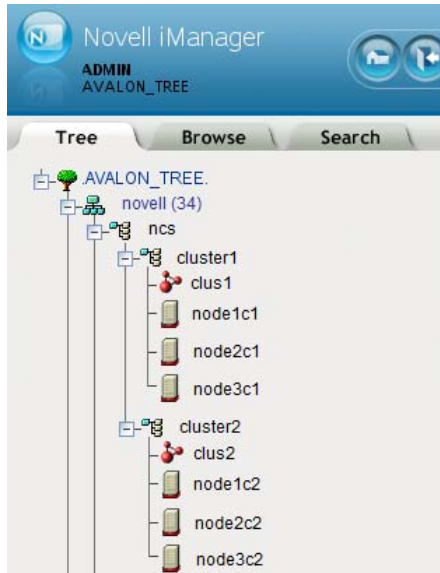 Novell iManager
ADMIN
AVALON_TREE
Tree Browse Search
.AVALON_TREE.
novell (34)
ncs
cluster1
clus1
node1c1
node2c1
node3c1
cluster2
clus2
node1c2
node2c2
node3c2